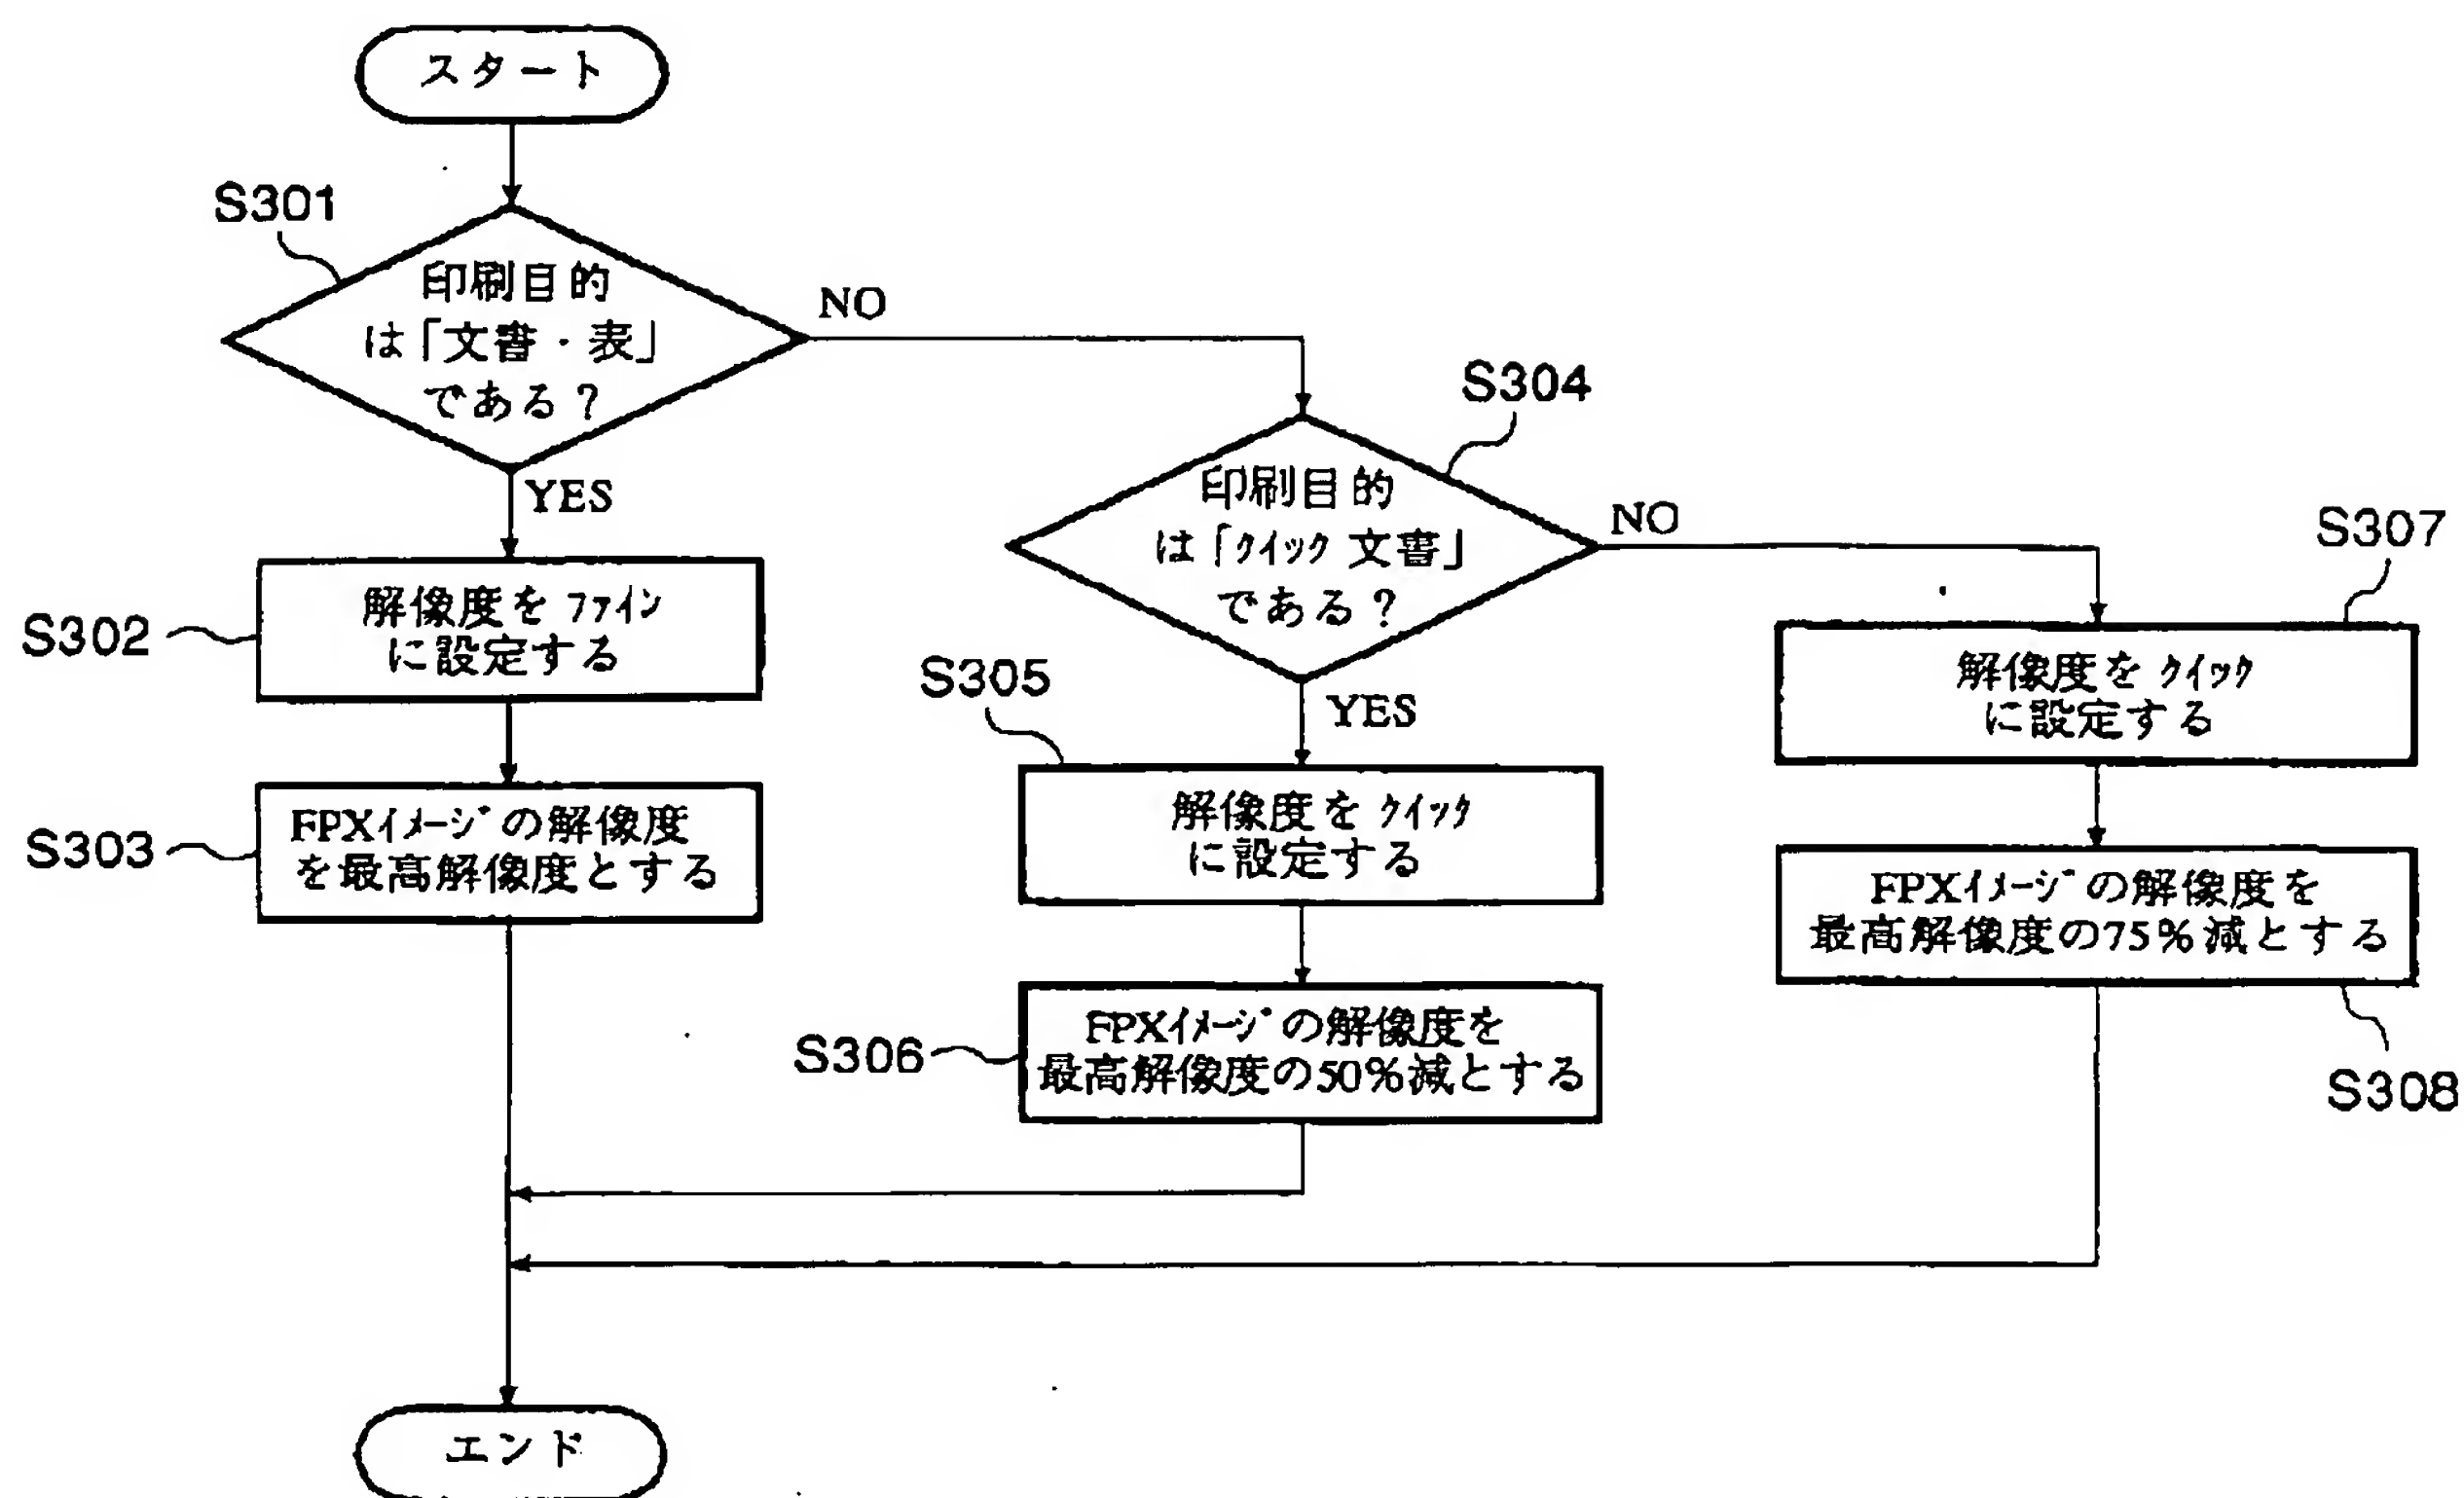 スタート
S301
印刷目的
は「文書・表」
である?
NO
YES
S302
解像度を ファイン
に設定する
S303
FPXイメージの解像度
を最高解像度とする
S304
印刷目的
は「クイック 文書」
である?
NO
YES
S305
解像度を クイック
に設定する
S306
FPXイメージの解像度を
最高解像度の50%減とする
S307
解像度を クイック
に設定する
FPXイメージの解像度を
最高解像度の75%減とする
S308
エンド